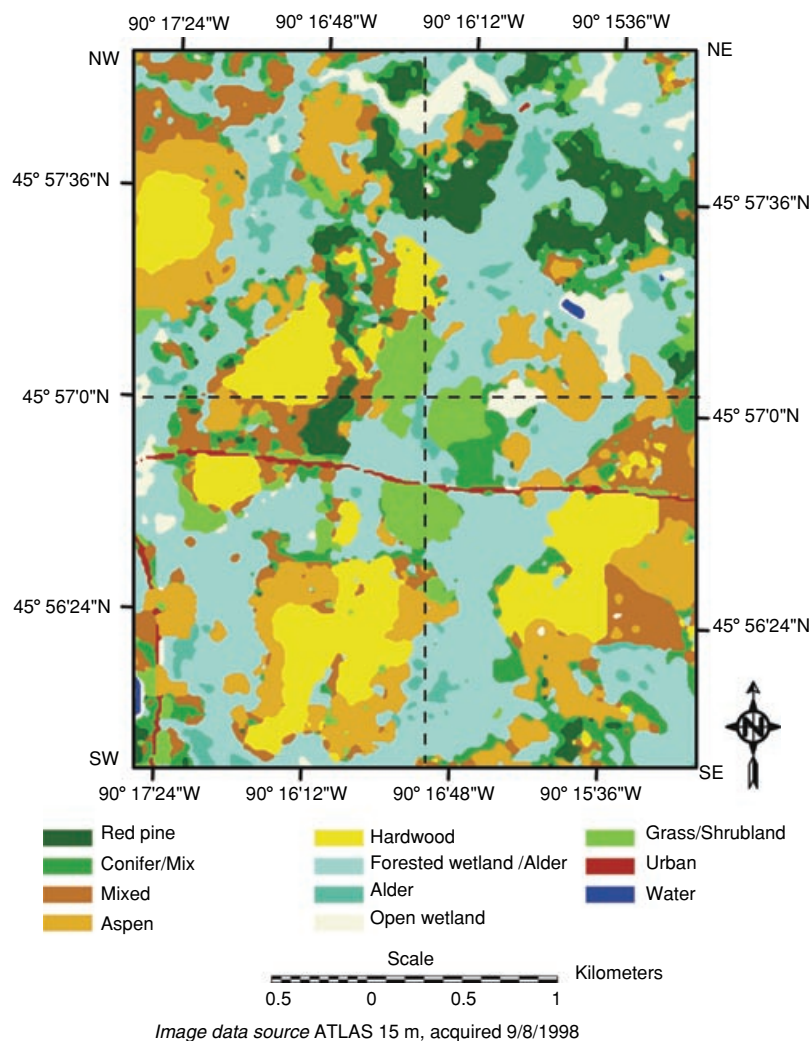 90° 17'24"W 90° 16'48"W 90° 16'12"W 90° 15'36"W
NW NE
45° 57'36"N 45° 57'36"N
45° 57'0"N 45° 57'0"N
45° 56'24"N 45° 56'24"N
N
SW SE
90° 17'24"W 90° 16'12"W 90° 16'48"W 90° 15'36"W
Red pine Hardwood Grass/Shrubland
Conifer/Mix Forested wetland /Alder Urban
Mixed Alder Water
Aspen Open wetland
Scale
Kilometers
0.5 0 0.5 1
Image data source ATLAS 15 m, acquired 9/8/1998